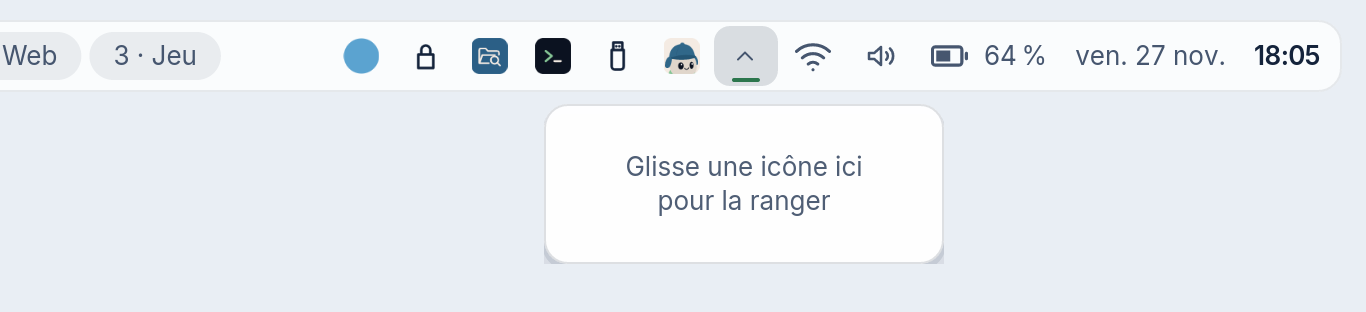 Web
3 · Jeu
64 %
ven. 27 nov.
18:05
Glisse une icône ici
pour la ranger